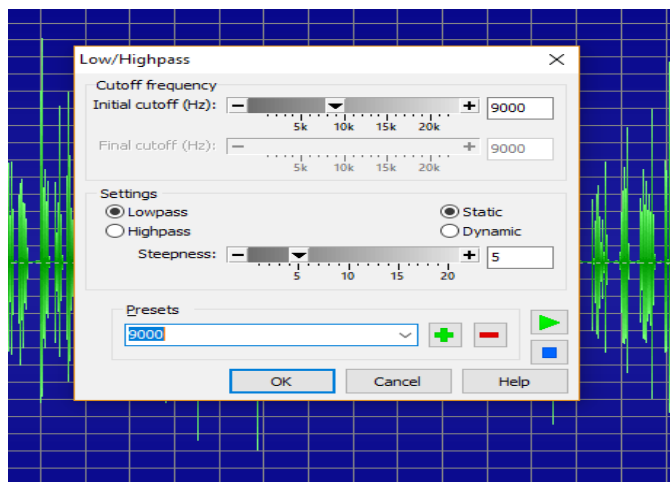 Low/Highpass
Cutoff frequency
Initial cutoff (Hz): 9000
5k 10k 15k 20k
Final cutoff (Hz): 9000
5k 10k 15k 20k
Settings
Lowpass Static
Highpass Dynamic
Steepness: 5
5 10 15 20
Presets
9000
OK Cancel Help